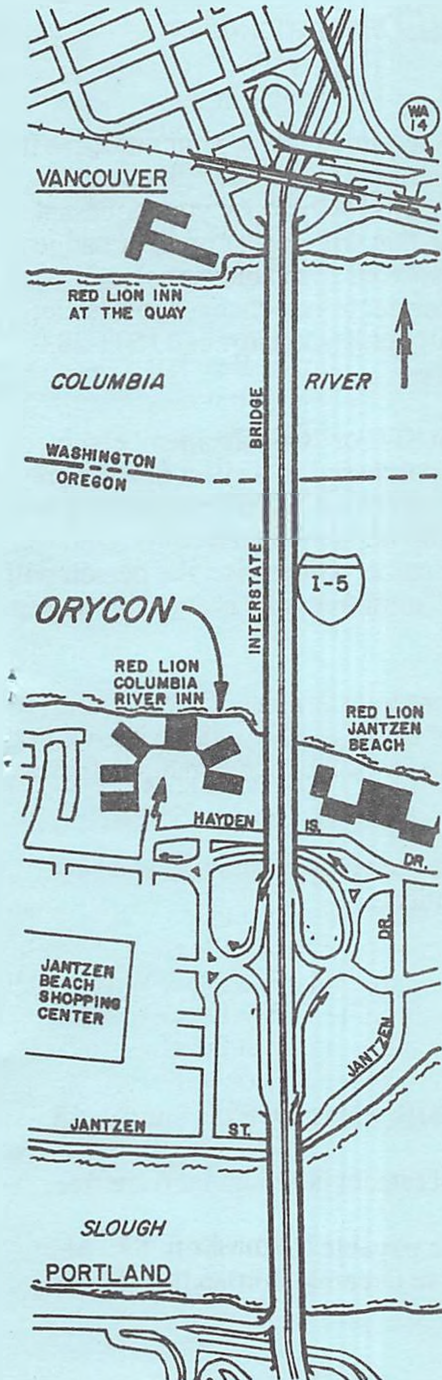 WA
14
VANCOUVER
RED LION INN
AT THE QUAY
COLUMBIA
RIVER
BRIDGE
WASHINGTON
OREGON
INTERSTATE
I-5
ORYCON
RED LION
COLUMBIA
RIVER INN
RED LION
JANTZEN
BEACH
HAYDEN
IS.
DR.
DR.
JANTZEN
BEACH
SHOPPING
CENTER
JANTZEN
JANTZEN
ST.
SLOUGH
PORTLAND